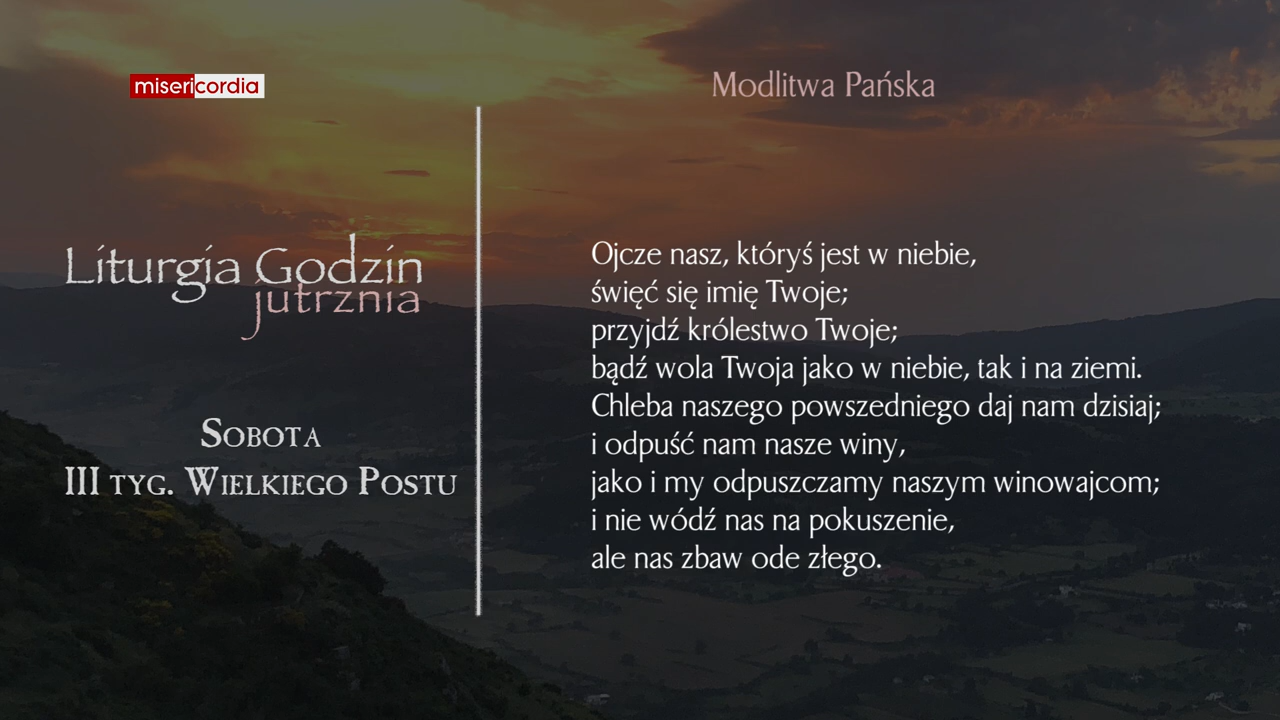 misericordia
Liturgia Godzin
jutrznia
Sobota
III tyg. Wielkiego Postu
Modlitwa Pańska
Ojcze nasz, któryś jest w niebie,
święć się imię Twoje;
przyjdź królestwo Twoje;
bądź wola Twoja jako w niebie, tak i na ziemi.
Chleba naszego powszedniego daj nam dzisiaj;
i odpuść nam nasze winy,
jako i my odpuszczamy naszym winowajcom;
i nie wódź nas na pokuszenie,
ale nas zbaw ode złego.